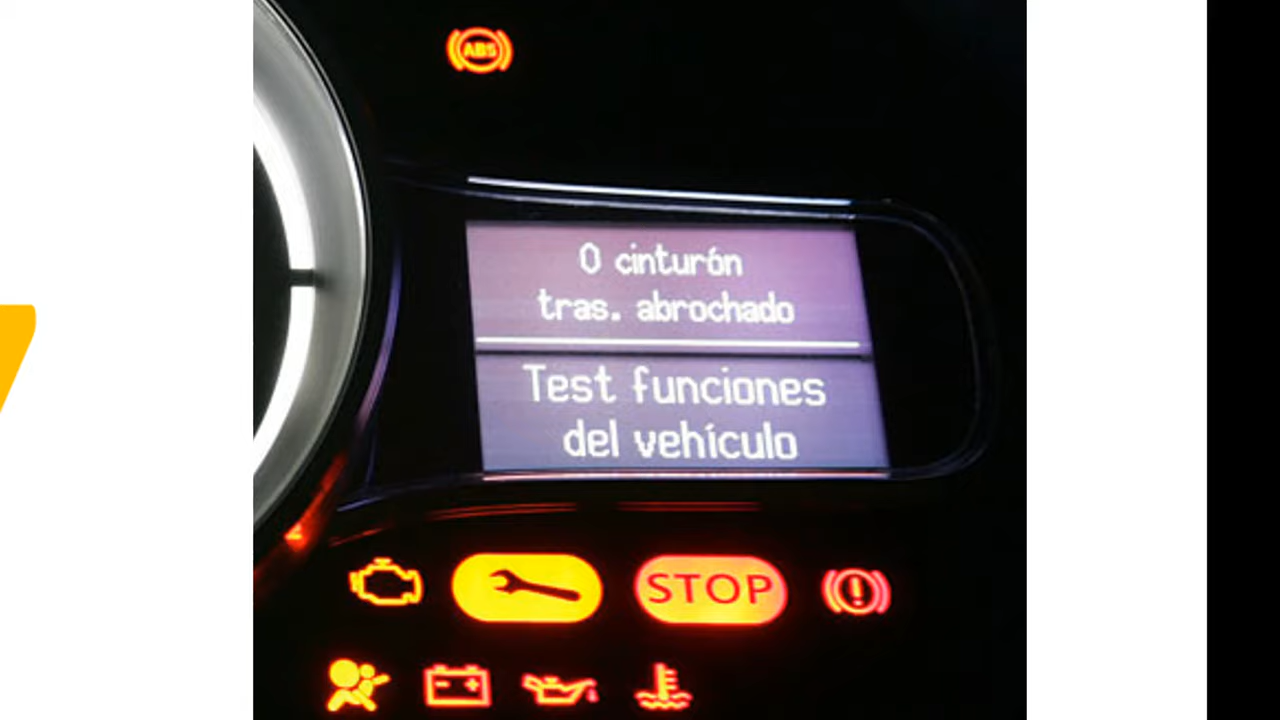 ABS
0 cinturón
tras. abrochado
Test funciones
del vehículo
STOP